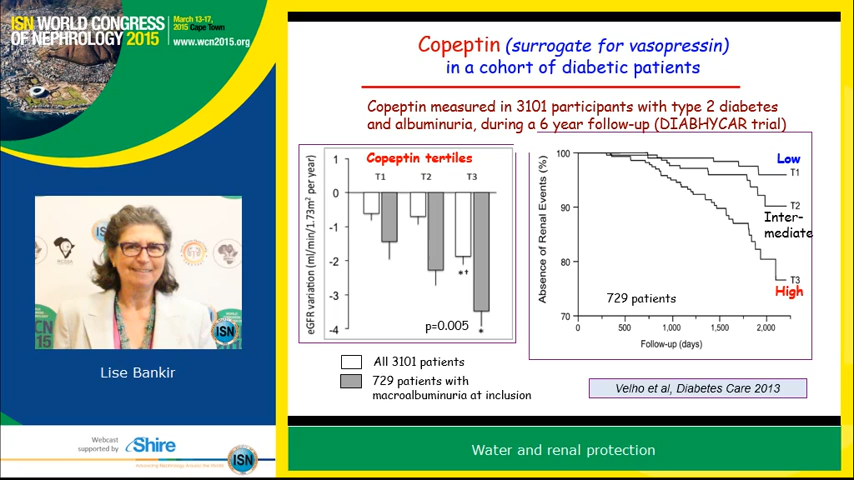 ISN WORLD CONGRESS
OF NEPHROLOGY 2015
March 13-17,
2015 Cape Town
www.wcn2015.org
ISN
Lise Bankir
Webcast
supported by
Shire
ISN
Copeptin (surrogate for vasopressin)
in a cohort of diabetic patients
Copeptin measured in 3101 participants with type 2 diabetes
and albuminuria, during a 6 year follow-up (DIABHYCAR trial)
Copeptin tertiles
T1 T2 T3
eGFR variation (ml/min/1.73m² per year)
1
0
-1
-2
-3
-4
*†
*
p=0.005
All 3101 patients
729 patients with
macroalbuminuria at inclusion
Absence of Renal Events (%)
100
90
80
70
Low
T1
T2
Inter-
mediate
T3
High
729 patients
0 500 1,000 1,500 2,000
Follow-up (days)
Velho et al, Diabetes Care 2013
Water and renal protection